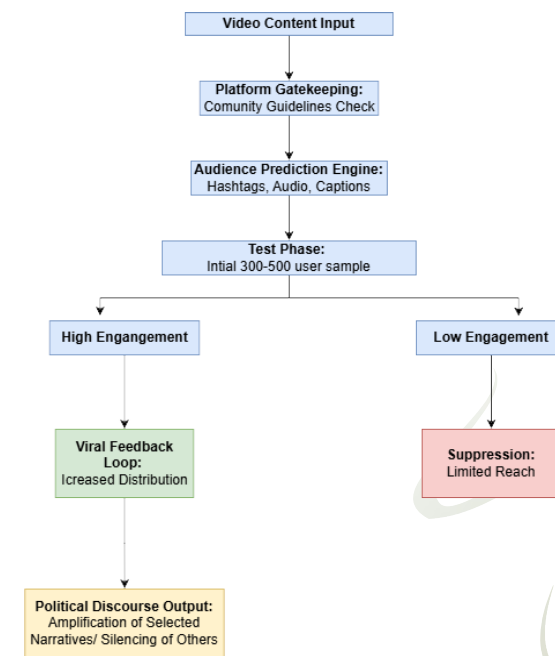 Video Content Input
Platform Gatekeeping:
Comunity Guidelines Check
Audience Prediction Engine:
Hashtags, Audio, Captions
Test Phase:
Intial 300-500 user sample
High Engangement
Low Engagement
Viral Feedback
Loop:
Icreased Distribution
Suppression:
Limited Reach
Political Discourse Output:
Amplification of Selected
Narratives/ Silencing of Others